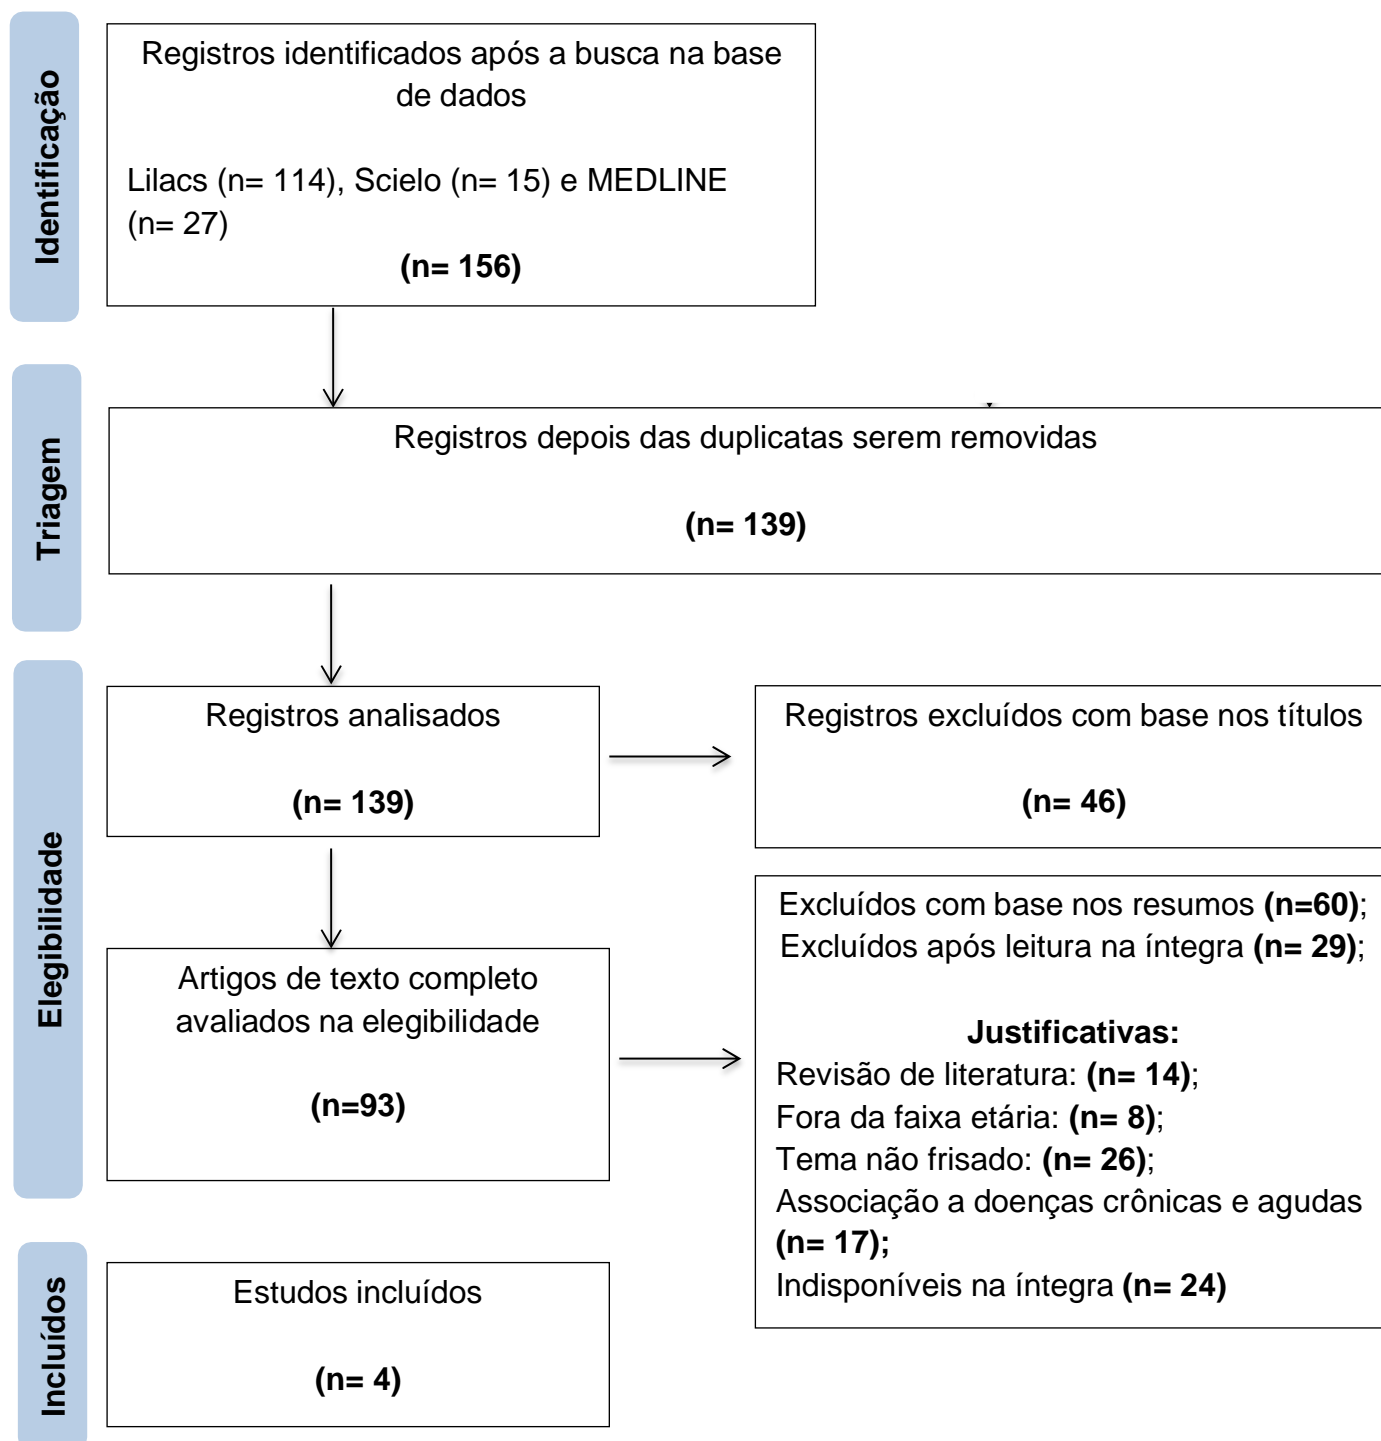 Identificação
Registros identificados após a busca na base
de dados
Lilacs (n= 114), Scielo (n= 15) e MEDLINE
(n= 27)
(n= 156)
Triagem
Registros depois das duplicatas serem removidas
(n= 139)
Elegibilidade
Registros analisados
(n= 139)
Registros excluídos com base nos títulos
(n= 46)
Artigos de texto completo
avaliados na elegibilidade
(n=93)
Excluídos com base nos resumos (n=60);
Excluídos após leitura na íntegra (n= 29);
Justificativas:
Revisão de literatura: (n= 14);
Fora da faixa etária: (n= 8);
Tema não frisado: (n= 26);
Associação a doenças crônicas e agudas
(n= 17);
Indisponíveis na íntegra (n= 24)
Incluídos
Estudos incluídos
(n= 4)